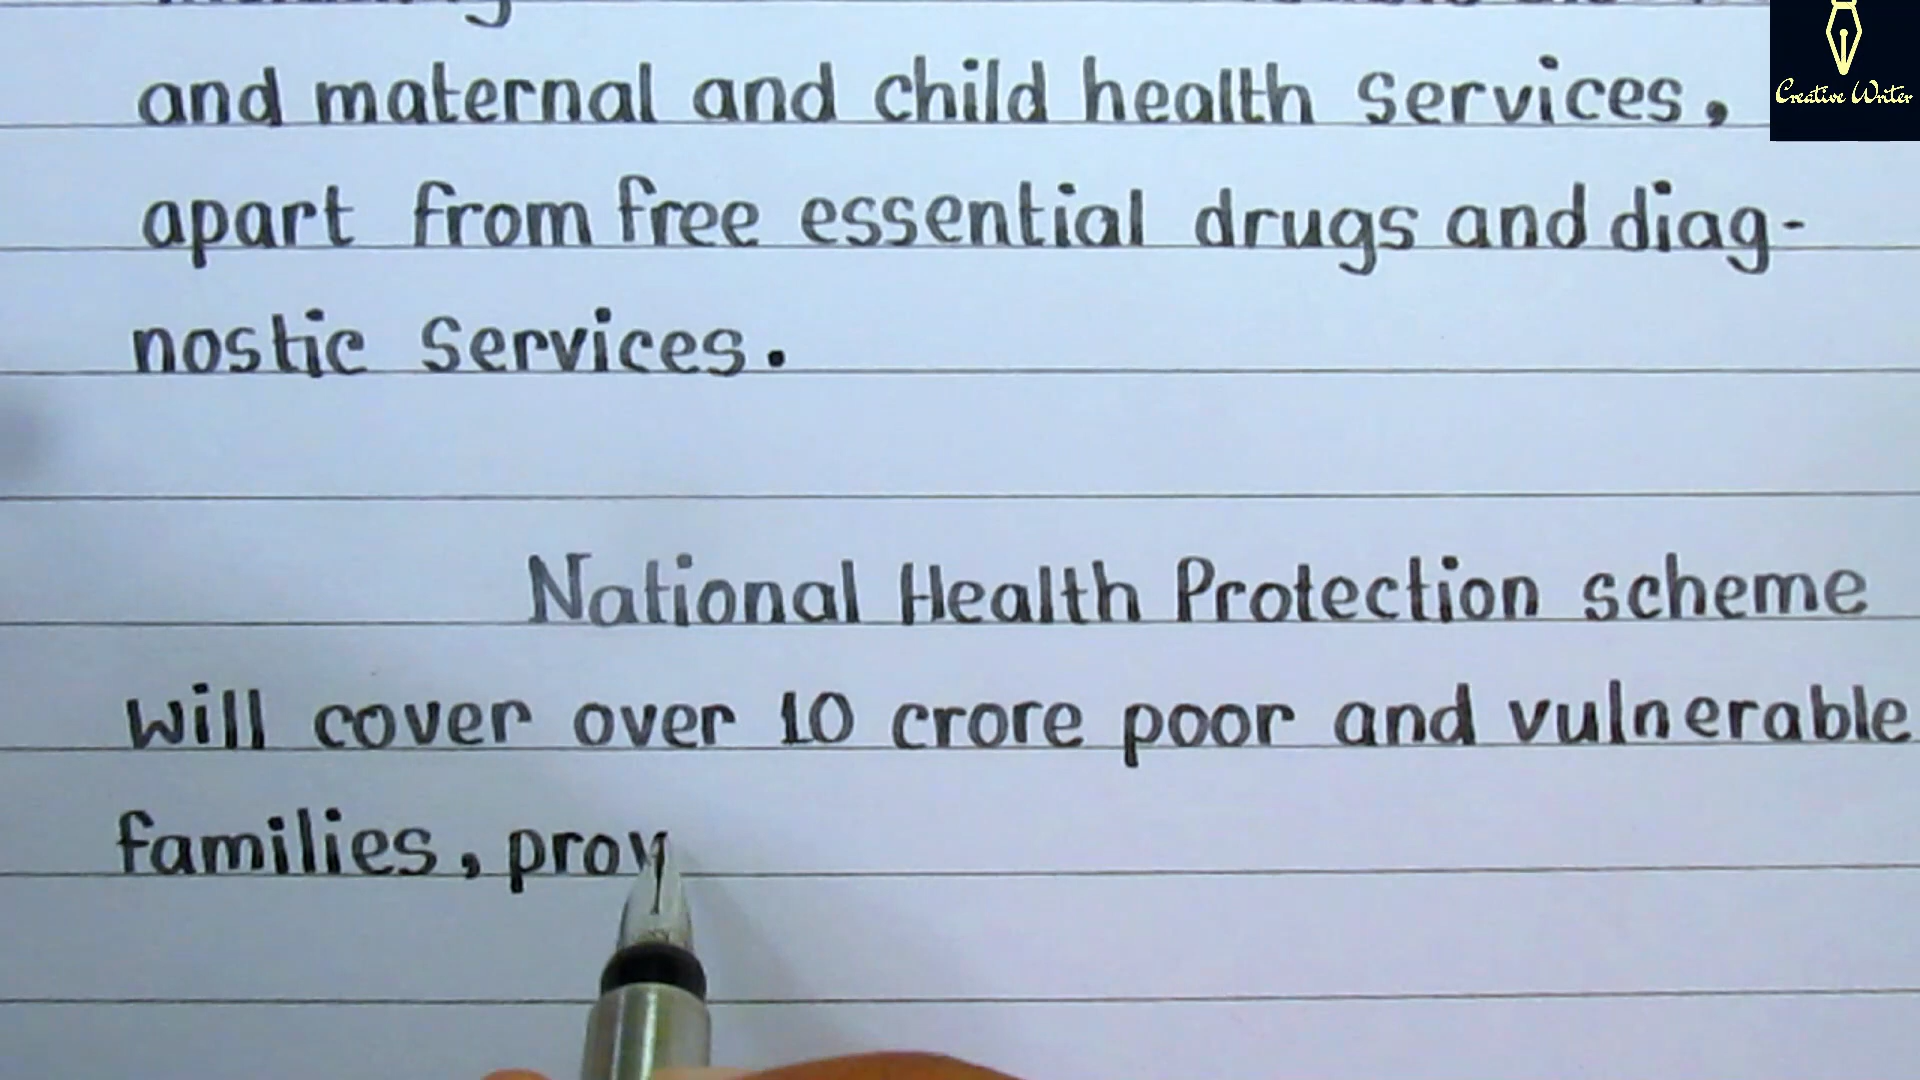 and maternal and child health services,
apart from free essential drugs and diag-
nostic services.
National Health Protection scheme
will cover over 10 crore poor and vulnerable
families, prov
Creative Writer